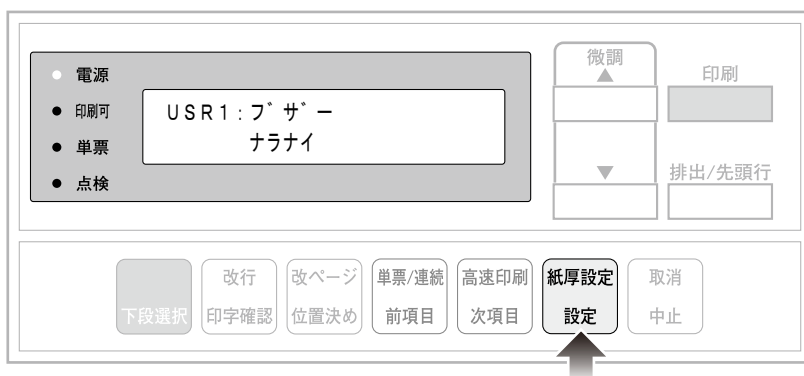 電源
印刷可
単票
点検
USR1:ブザー
ナラナイ
微調
▲
▼
印刷
排出/先頭行
下段選択
改行
印字確認
改ページ
位置決め
単票/連続
前項目
高速印刷
次項目
紙厚設定
設定
取消
中止